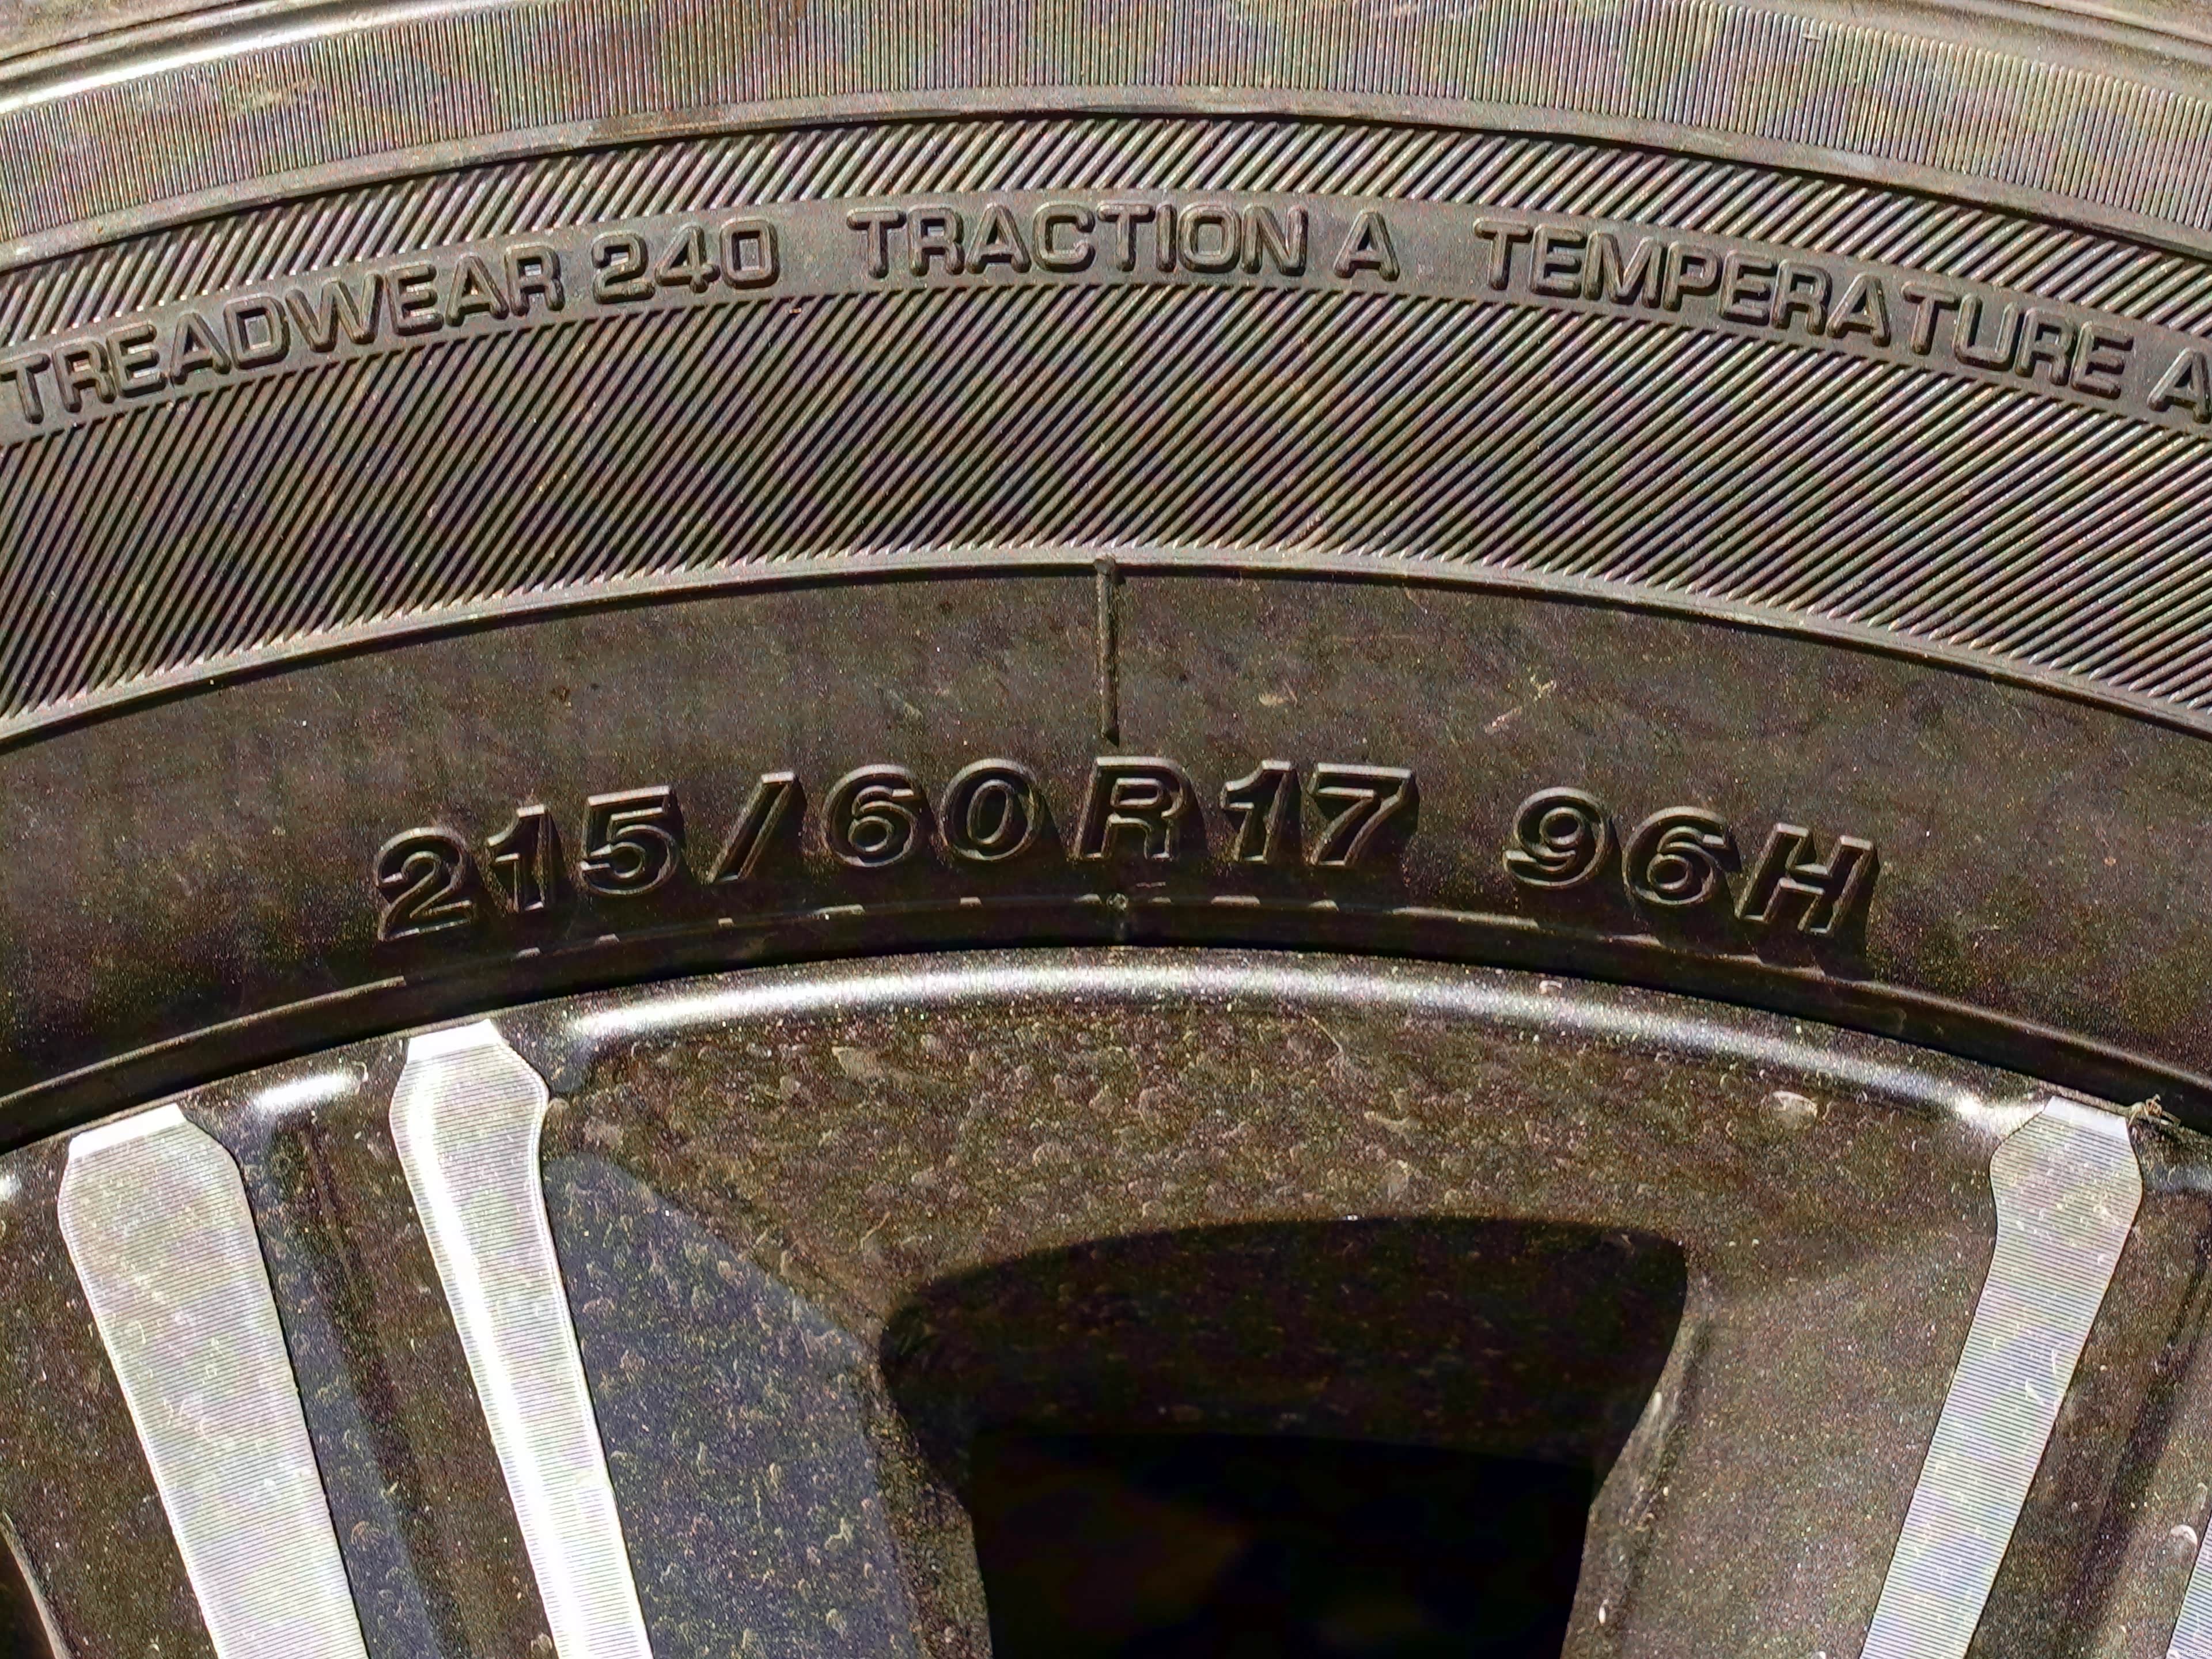 TREADWEAR 240 TRACTION A TEMPERATURE A
215/60R17 96H